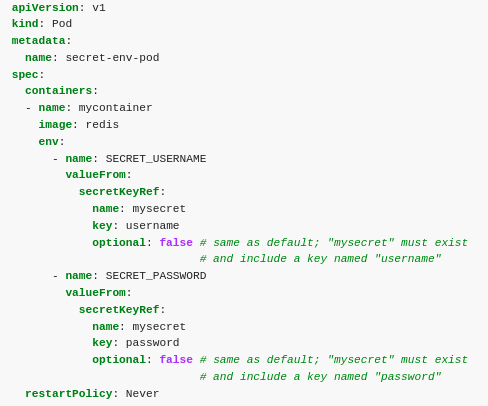 apiVersion: v1
kind: Pod
metadata:
  name: secret-env-pod
spec:
  containers:
  - name: mycontainer
    image: redis
    env:
      - name: SECRET_USERNAME
        valueFrom:
          secretKeyRef:
            name: mysecret
            key: username
            optional: false # same as default; "mysecret" must exist
                            # and include a key named "username"
      - name: SECRET_PASSWORD
        valueFrom:
          secretKeyRef:
            name: mysecret
            key: password
            optional: false # same as default; "mysecret" must exist
                            # and include a key named "password"
  restartPolicy: Never